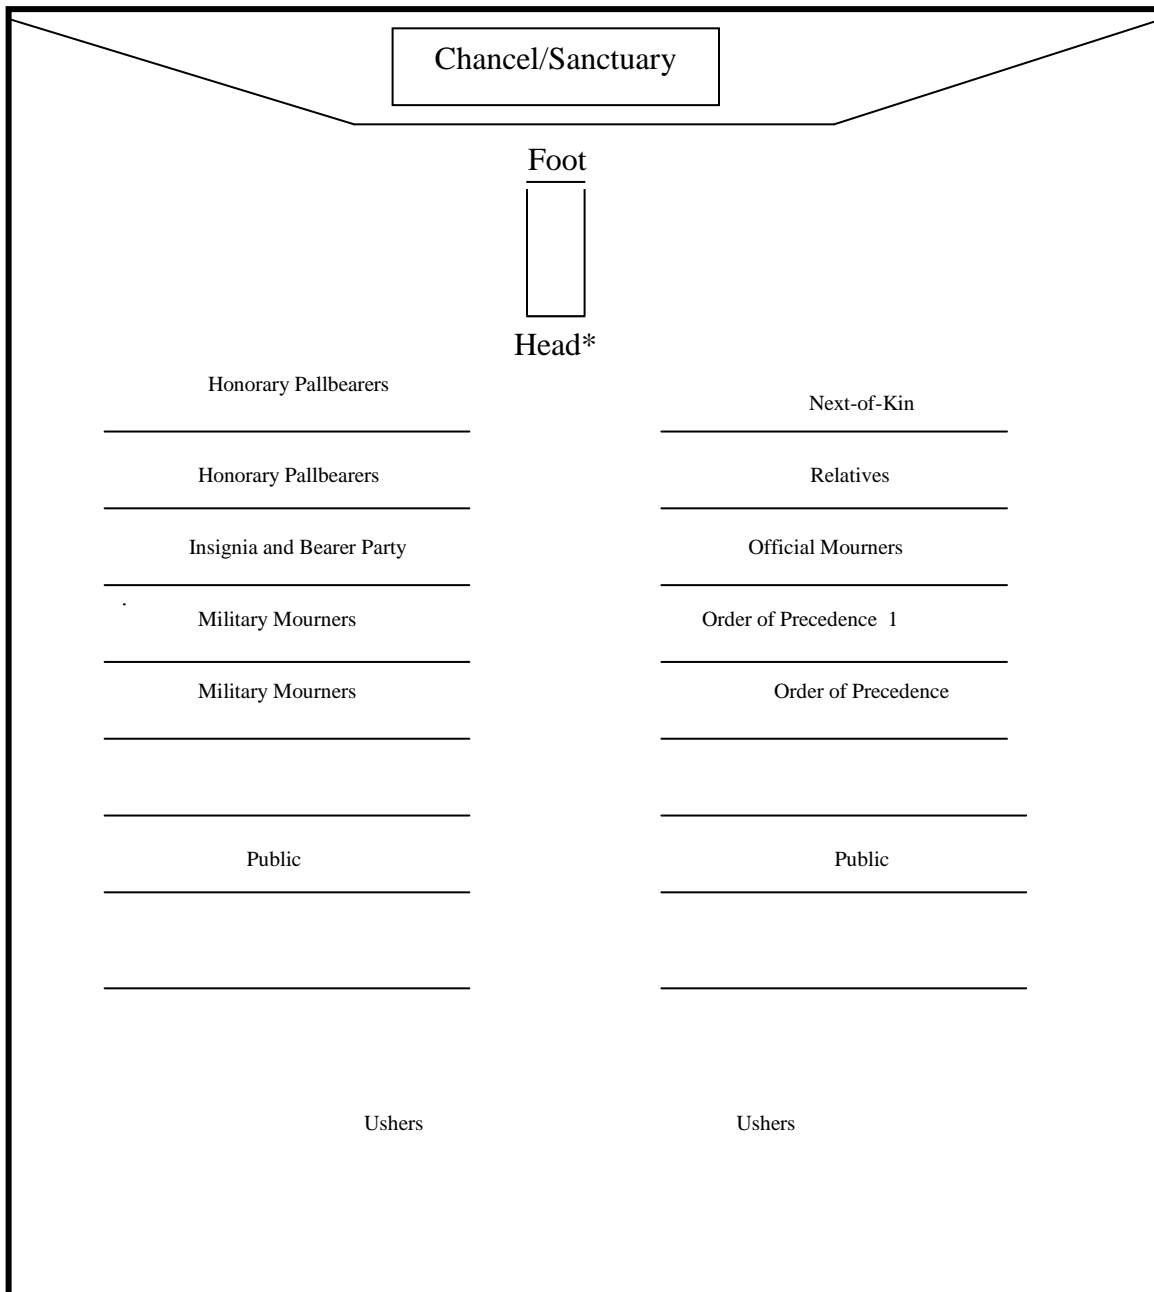 Chancel/Sanctuary
Foot
Head*
Honorary Pallbearers
Next-of-Kin
Honorary Pallbearers
Relatives
Insignia and Bearer Party
Official Mourners
Military Mourners
Order of Precedence 1
Military Mourners
Order of Precedence
Public
Public
Ushers
Ushers